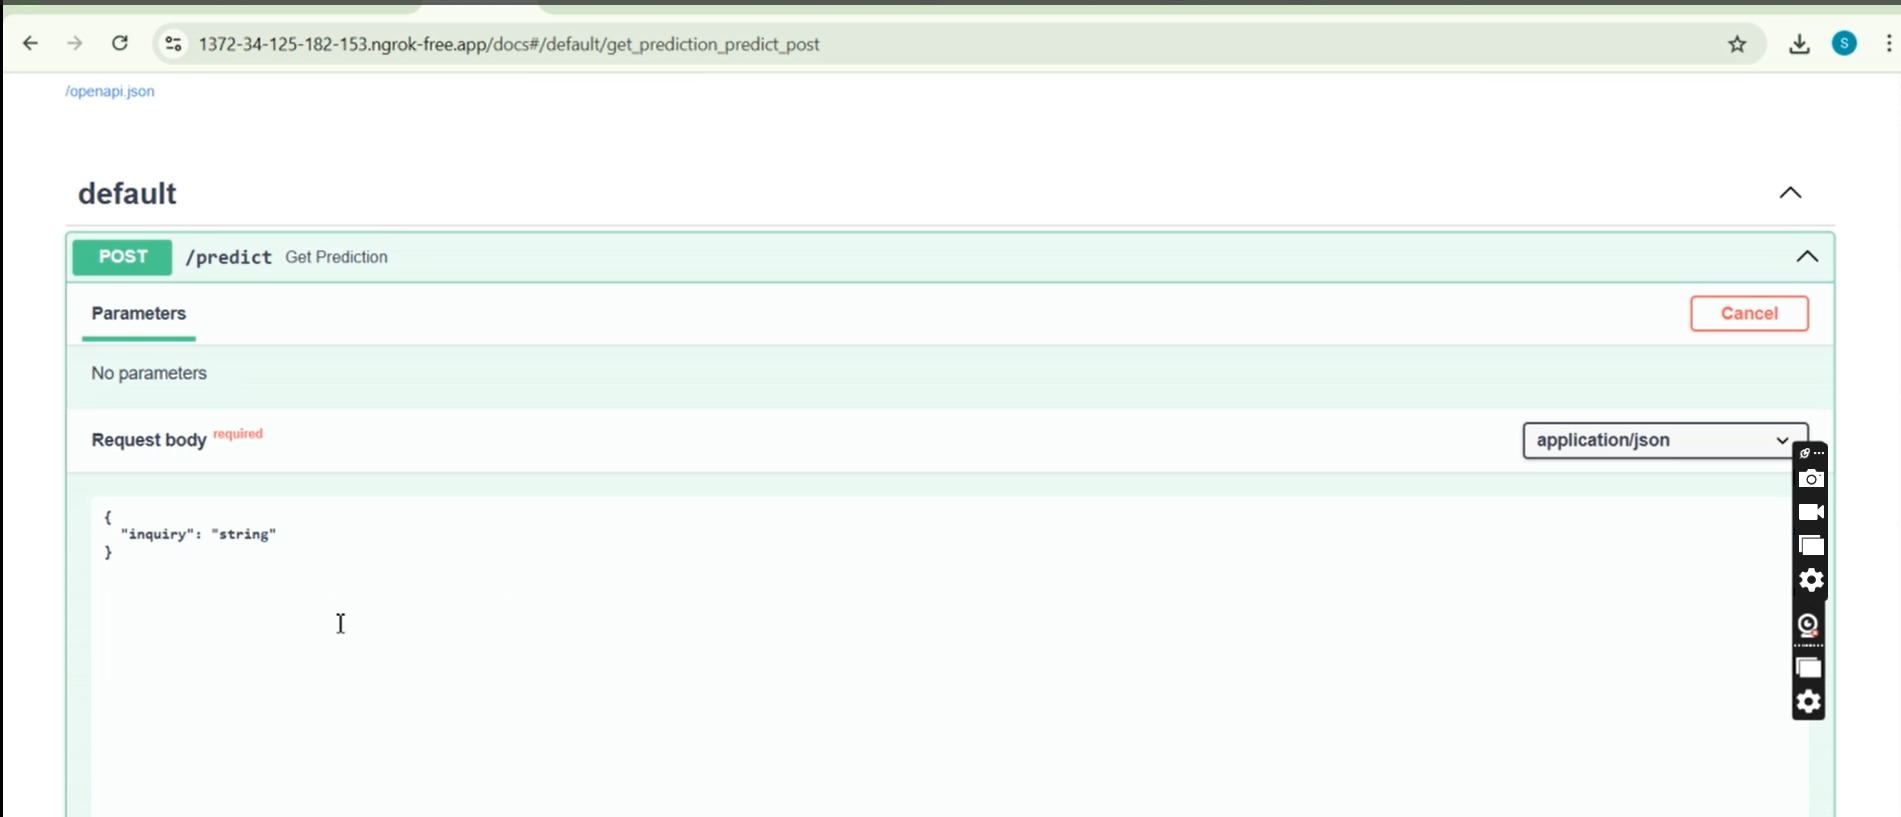 1372-34-125-182-153.ngrok-free.app/docs#/default/get_prediction_predict_post
S
/openapi.json
default
POST /predict Get Prediction
Parameters
Cancel
No parameters
Request body required
application/json
{
"inquiry": "string"
}